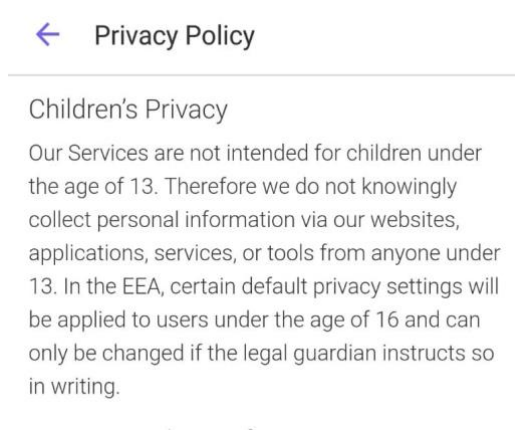 Privacy Policy
Children’s Privacy
Our Services are not intended for children under
the age of 13. Therefore we do not knowingly
collect personal information via our websites,
applications, services, or tools from anyone under
13. In the EEA, certain default privacy settings will
be applied to users under the age of 16 and can
only be changed if the legal guardian instructs so
in writing.